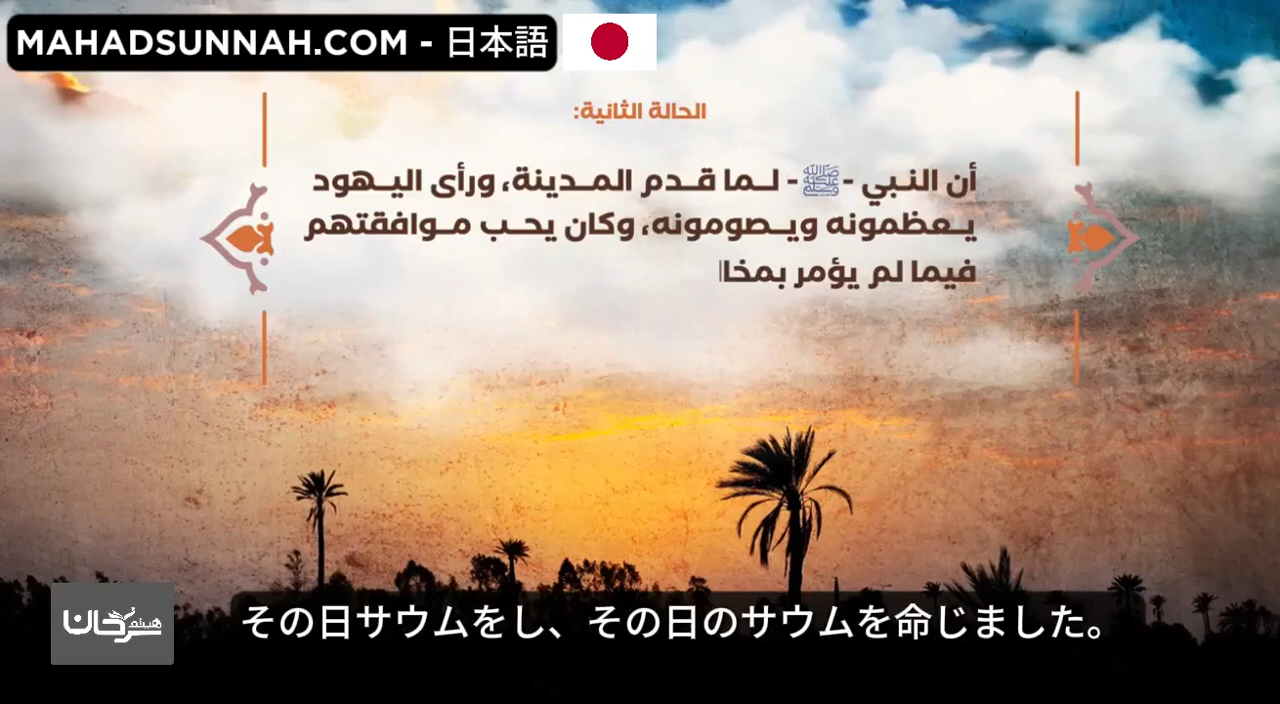 MAHADSUNNAH.COM - 日本語
الحالة الثانية:
أن النبي -ﷺ- لما قدم المدينة، ورأى اليهود
يعظمونه ويصومونه، وكان يحب موافقتهم
فيما لم يؤمر بمخا
هيثم سرحان
その日サウムをし、その日のサウムを命じました。